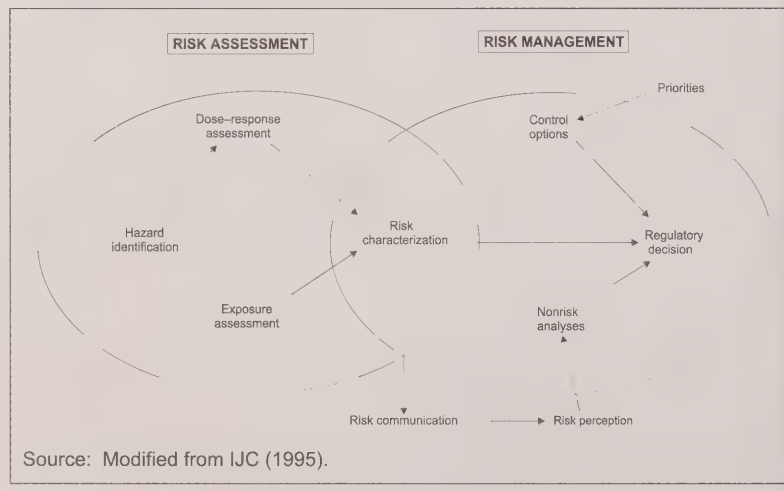 RISK ASSESSMENT
RISK MANAGEMENT
Priorities
Dose–response
assessment
Control
options
Hazard
identification
Risk
characterization
Regulatory
decision
Exposure
assessment
Nonrisk
analyses
Risk communication
Risk perception
Source: Modified from IJC (1995).